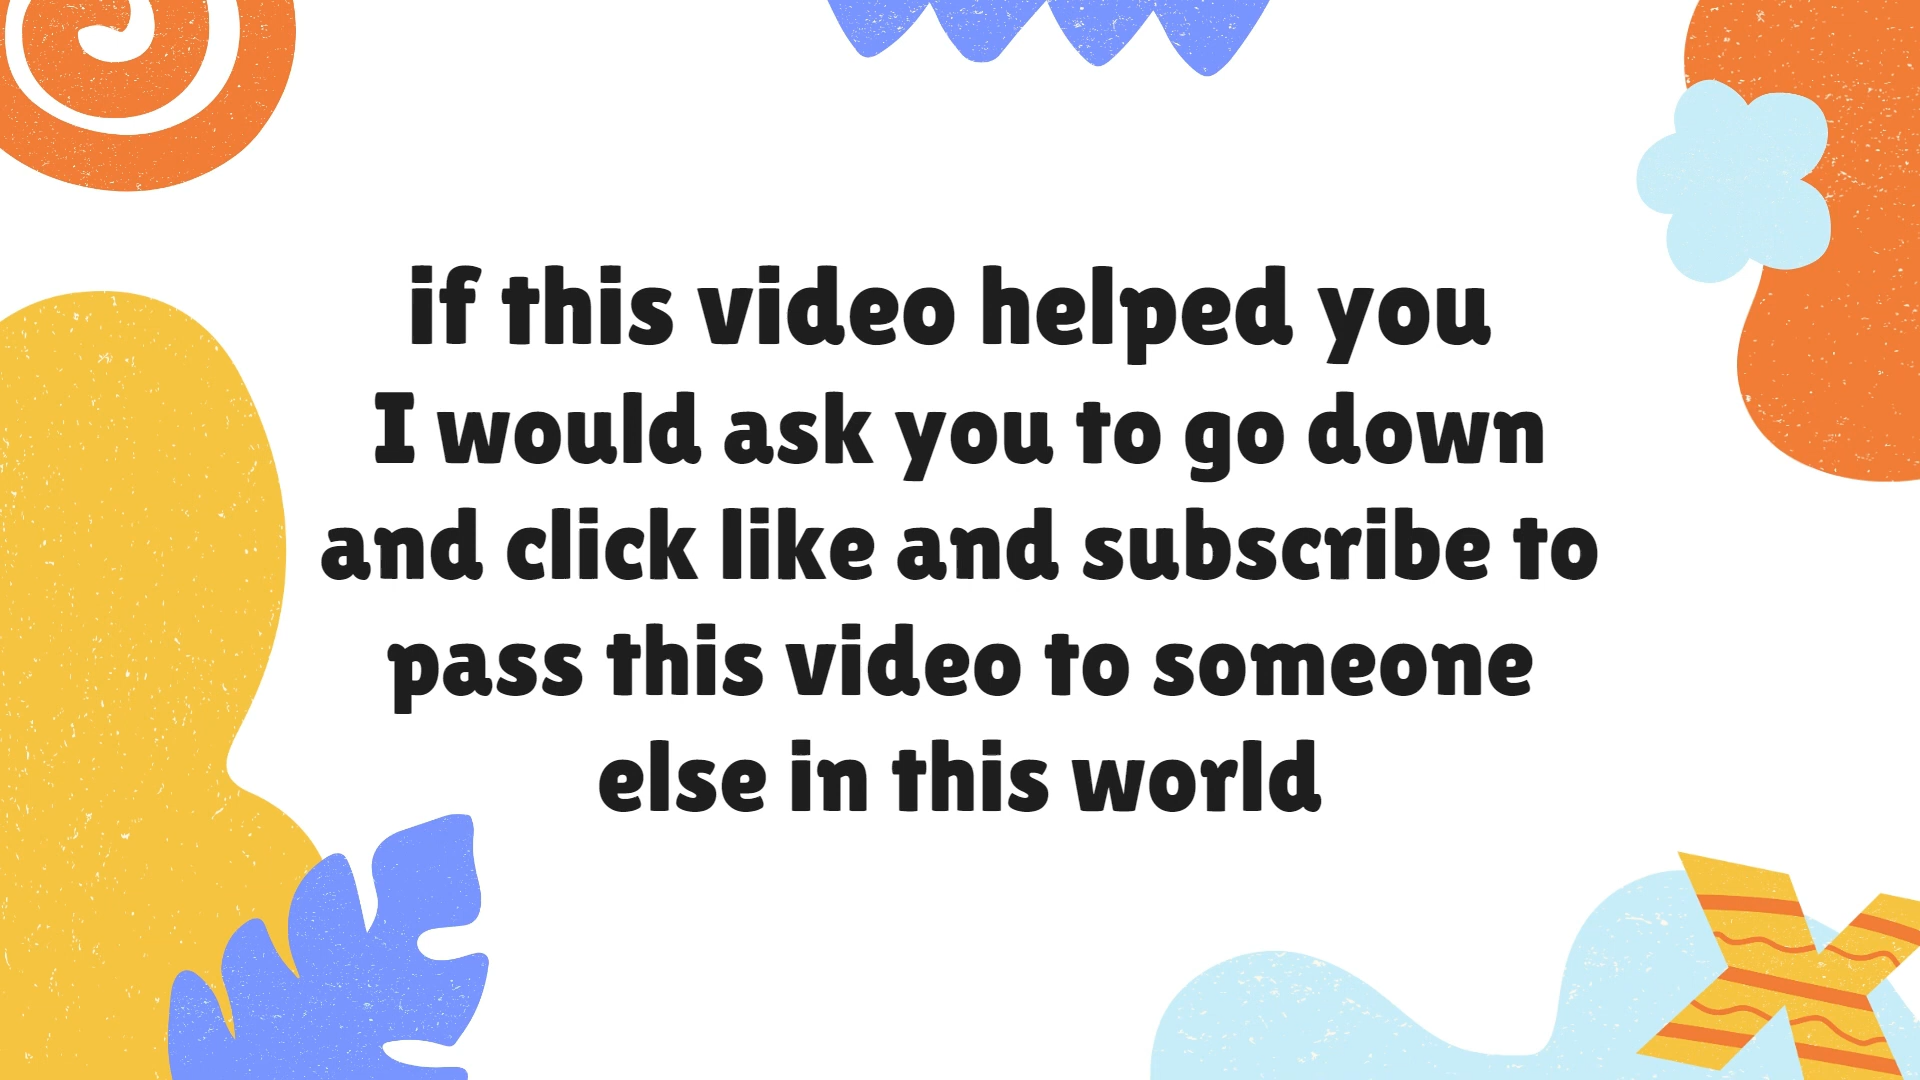 if this video helped you
I would ask you to go down
and click like and subscribe to
pass this video to someone
else in this world